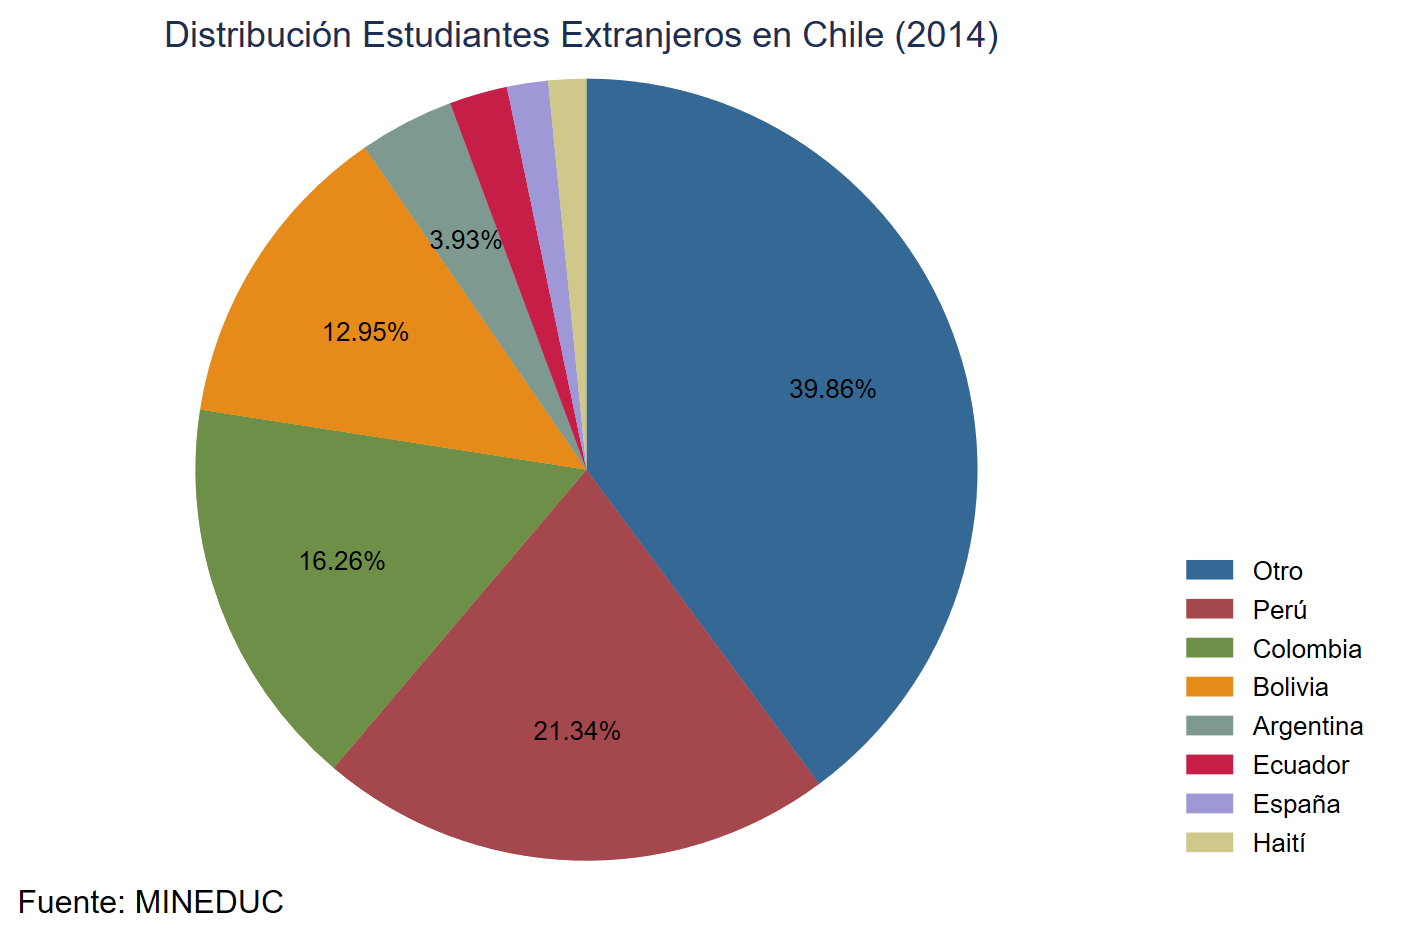 Distribución Estudiantes Extranjeros en Chile (2014)
3.93%
12.95%
39.86%
16.26%
21.34%
Otro
Perú
Colombia
Bolivia
Argentina
Ecuador
España
Haití
Fuente: MINEDUC